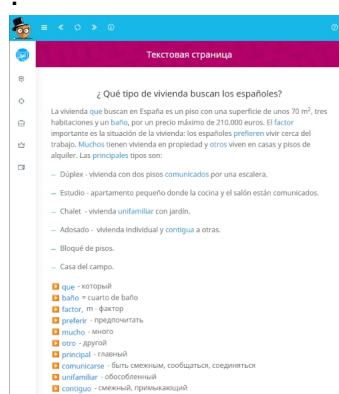 Текстовая страница
¿ Qué tipo de vivienda buscan los españoles?
La vivienda que buscan en España es un piso con una superficie de unos 70 m², tres
habitaciones y un baño, por un precio máximo de 210.000 euros. El factor
importante es la situación de la vivienda: los españoles prefieren vivir cerca del
trabajo. Muchos tienen vivienda en propiedad y otros viven en casas y pisos de
alquiler. Las principales tipos son:
— Dúplex - vivienda con dos pisos comunicados por una escalera.
— Estudio - apartamento pequeño donde la cocina y el salón están comunicados.
— Chalet - vivienda unifamiliar con jardín.
— Adosado - vivienda individual y contigua a otras.
— Bloqué de pisos.
— Casa del campo.
que - который
baño = cuarto de baño
factor, m - фактор
preferir - предпочитать
mucho - много
otro - другой
principal - главный
comunicarse - быть смежным, сообщаться, соединяться
unifamiliar - обособленный
contiguo - смежный, примыкающий